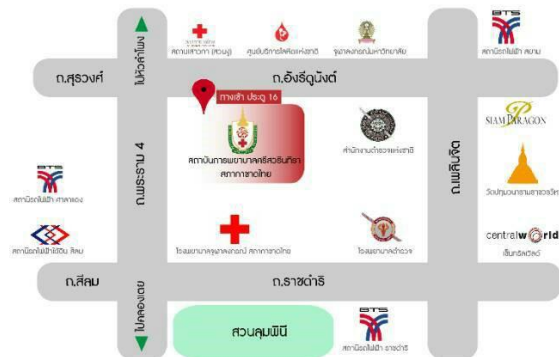 ไปหัวลำโพง
สถานเสาวภา (สวนงู)
ศูนย์บริการโลหิตแห่งชาติ
จุฬาลงกรณ์มหาวิทยาลัย
BTS
สถานีรถไฟฟ้า สยาม
ถ.สุรวงศ์
ถ.อังรีดูนังต์
ทางเข้า ประตู 16
สถาบันการพยาบาลศรีสวรินทิรา
สภากาชาดไทย
สำนักงานตำรวจแห่งชาติ
SIAM PARAGON
ถ.พระราม 4
ถ.เพลินจิต
วัดปทุมวนารามราชวรวิหาร
BTS
สถานีรถไฟฟ้า ศาลาแดง
สถานีรถไฟฟ้าใต้ดิน สีลม
โรงพยาบาลจุฬาลงกรณ์ สภากาชาดไทย
โรงพยาบาลตำรวจ
centralwOrld
เซ็นทรัลเวิลด์
ถ.สีลม
ถ.ราชดำริ
ไปคลองเตย
สวนลุมพินี
BTS
สถานีรถไฟฟ้า ราชดำริ